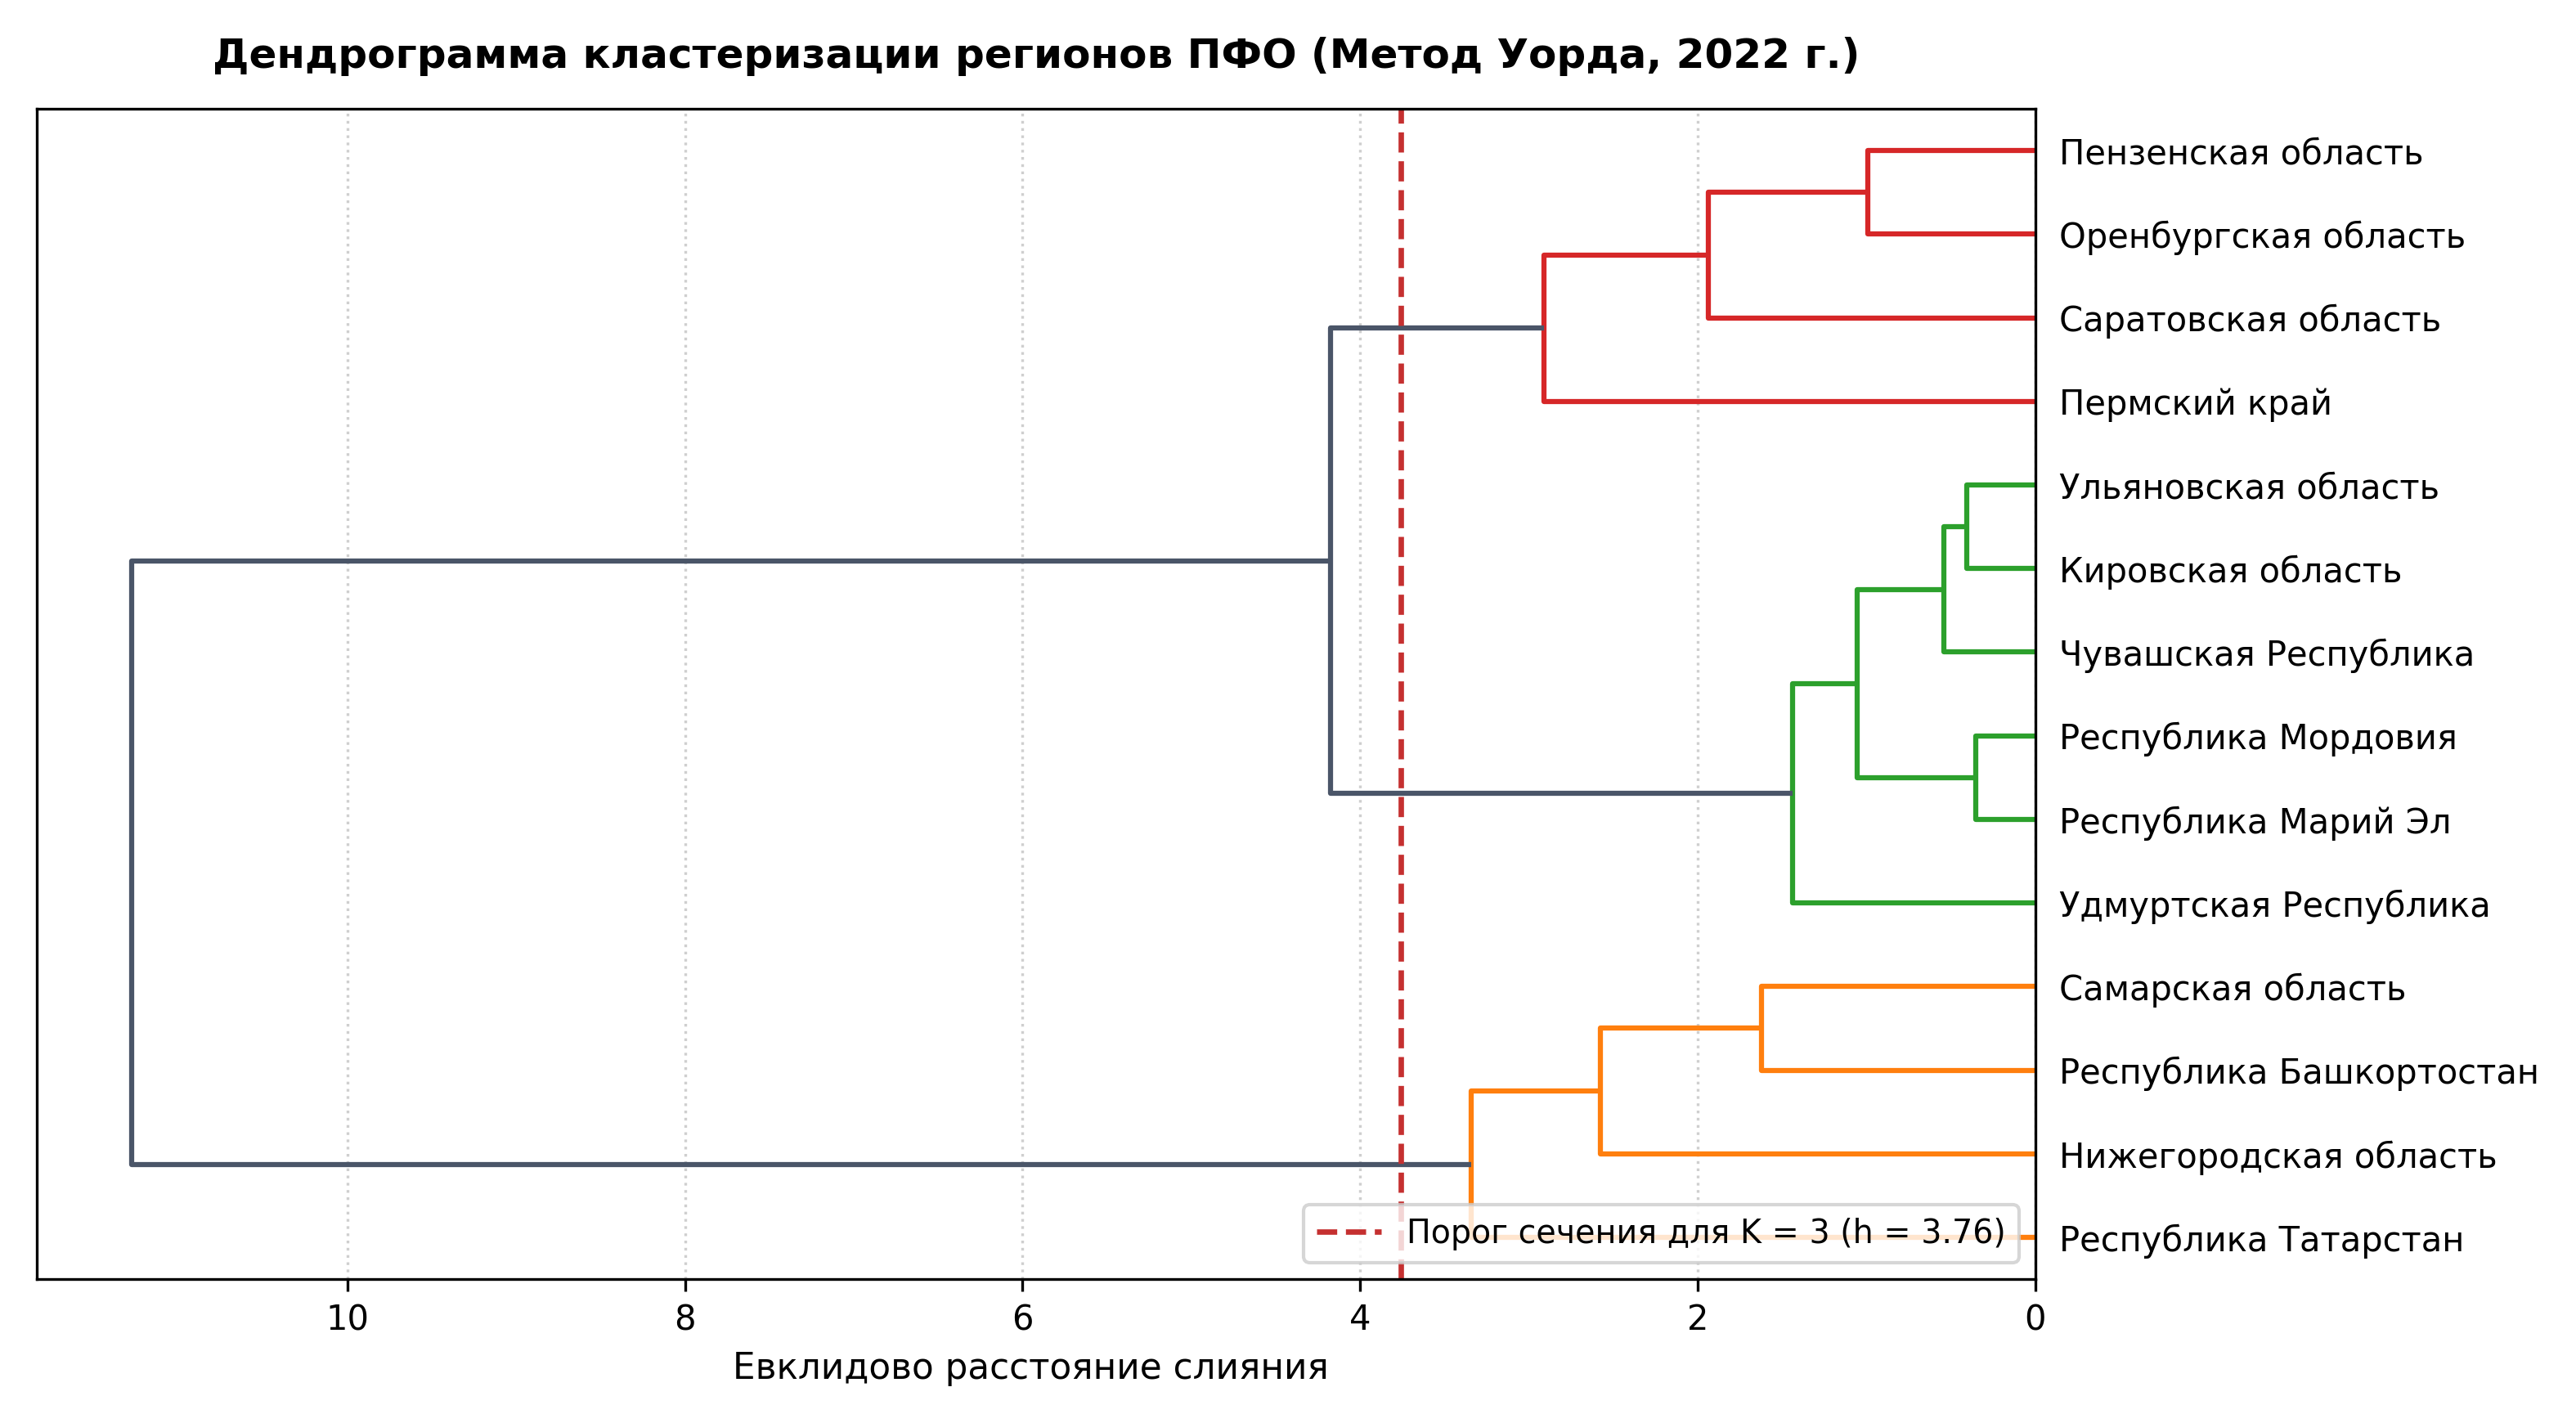 Дендрограмма кластеризации регионов ПФО (Метод Уорда, 2022 г.)
Пензенская область
Оренбургская область
Саратовская область
Пермский край
Ульяновская область
Кировская область
Чувашская Республика
Республика Мордовия
Республика Марий Эл
Удмуртская Республика
Самарская область
Республика Башкортостан
Нижегородская область
Порог сечения для K = 3 (h = 3.76)
Республика Татарстан
10 8 6 4 2 0
Евклидово расстояние слияния